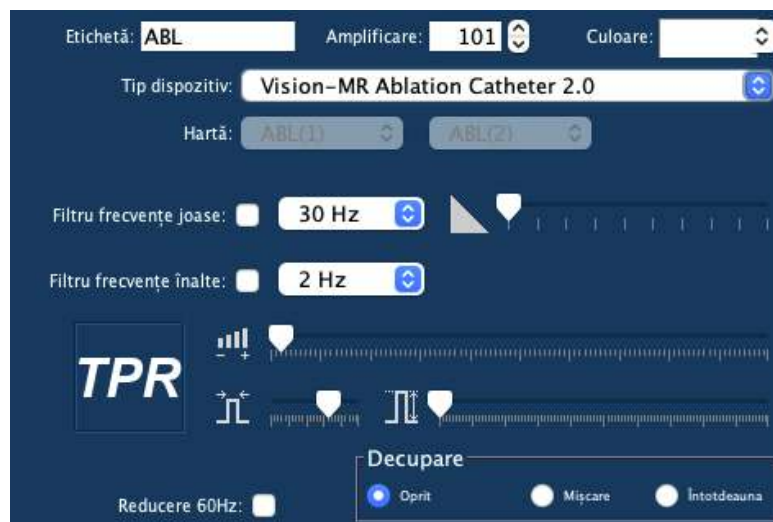 Etichetă: ABL Amplificare: 101 Culoare:
Tip dispozitiv: Vision-MR Ablation Catheter 2.0
Hartă: ABL(1) ABL(2)
Filtru frecvențe joase: 30 Hz
Filtru frecvențe înalte: 2 Hz
TPR
Decupare
Reducere 60Hz: Oprit Mișcare Întotdeauna